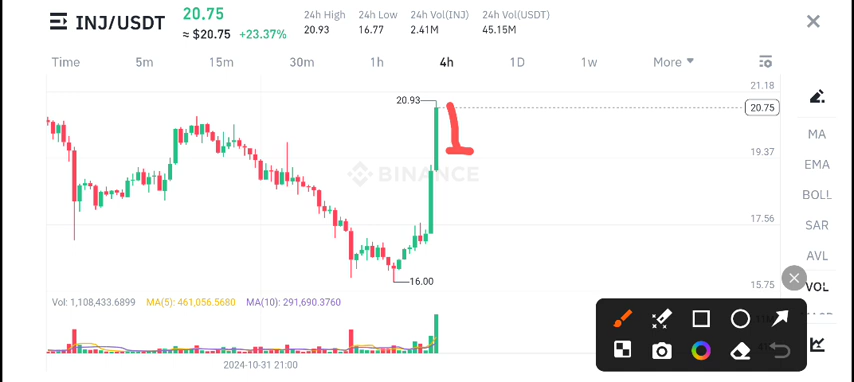 INJ/USDT
20.75
≈ $20.75 +23.37%
24h High 24h Low 24h Vol(INJ) 24h Vol(USDT)
20.93 16.77 2.41M 45.15M
Time 5m 15m 30m 1h 4h 1D 1w More
21.18
20.93
20.75
MA
19.37
EMA
BINANCE
BOLL
17.56
SAR
AVL
16.00
15.75
VOL
Vol: 1,108,433.6899 MA(5): 461,056.5680 MA(10): 291,690.3760
2024-10-31 21:00